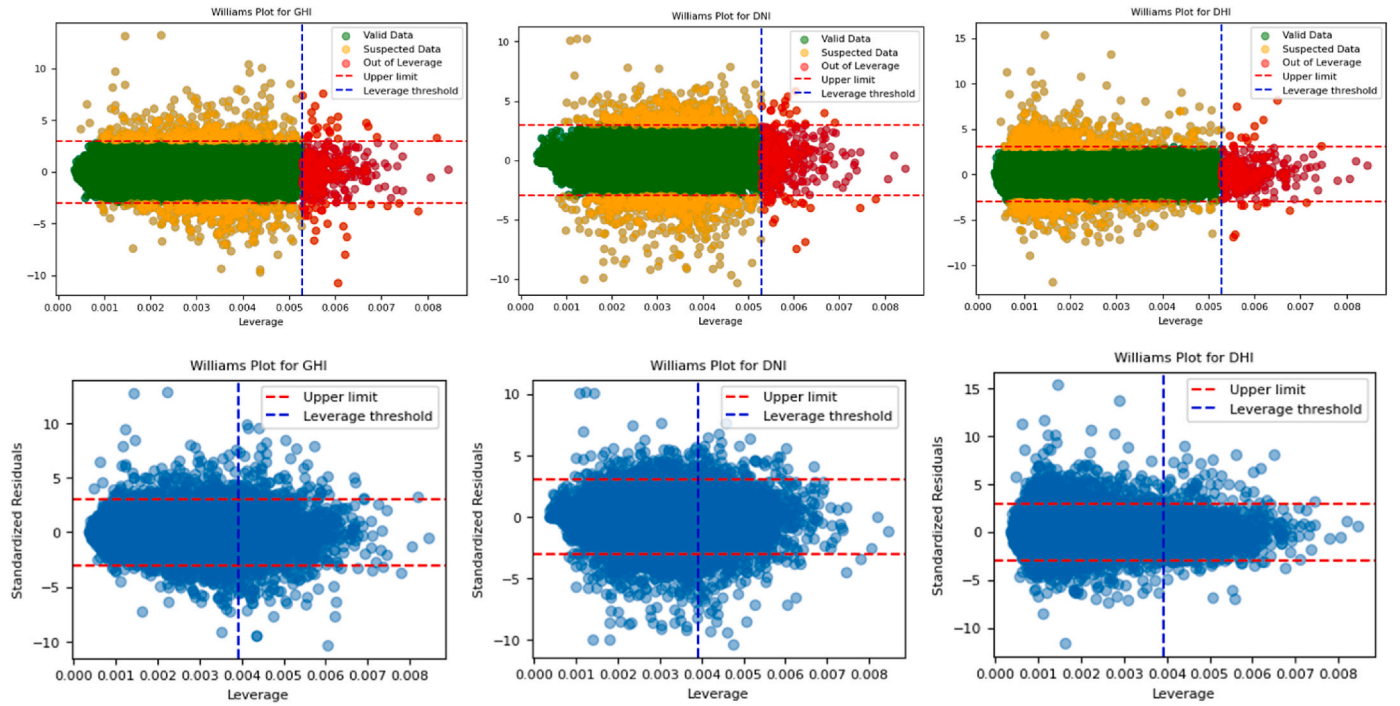 Williams Plot for GHI
Valid Data
Suspected Data
Out of Leverage
Upper limit
Leverage threshold
10
5
0
−5
−10
0.000 0.001 0.002 0.003 0.004 0.005 0.006 0.007 0.008
Leverage
Williams Plot for DNI
Valid Data
Suspected Data
Out of Leverage
Upper limit
Leverage threshold
10
5
0
−5
−10
0.000 0.001 0.002 0.003 0.004 0.005 0.006 0.007 0.008
Leverage
Williams Plot for DHI
Valid Data
Suspected Data
Out of Leverage
Upper limit
Leverage threshold
15
10
5
0
−5
−10
0.000 0.001 0.002 0.003 0.004 0.005 0.006 0.007 0.008
Leverage
Williams Plot for GHI
Upper limit
Leverage threshold
Standardized Residuals
10
5
0
−5
−10
0.000 0.001 0.002 0.003 0.004 0.005 0.006 0.007 0.008
Leverage
Williams Plot for DNI
Upper limit
Leverage threshold
Standardized Residuals
10
5
0
−5
−10
0.000 0.001 0.002 0.003 0.004 0.005 0.006 0.007 0.008
Leverage
Williams Plot for DHI
Upper limit
Leverage threshold
Standardized Residuals
15
10
5
0
−5
−10
0.000 0.001 0.002 0.003 0.004 0.005 0.006 0.007 0.008
Leverage